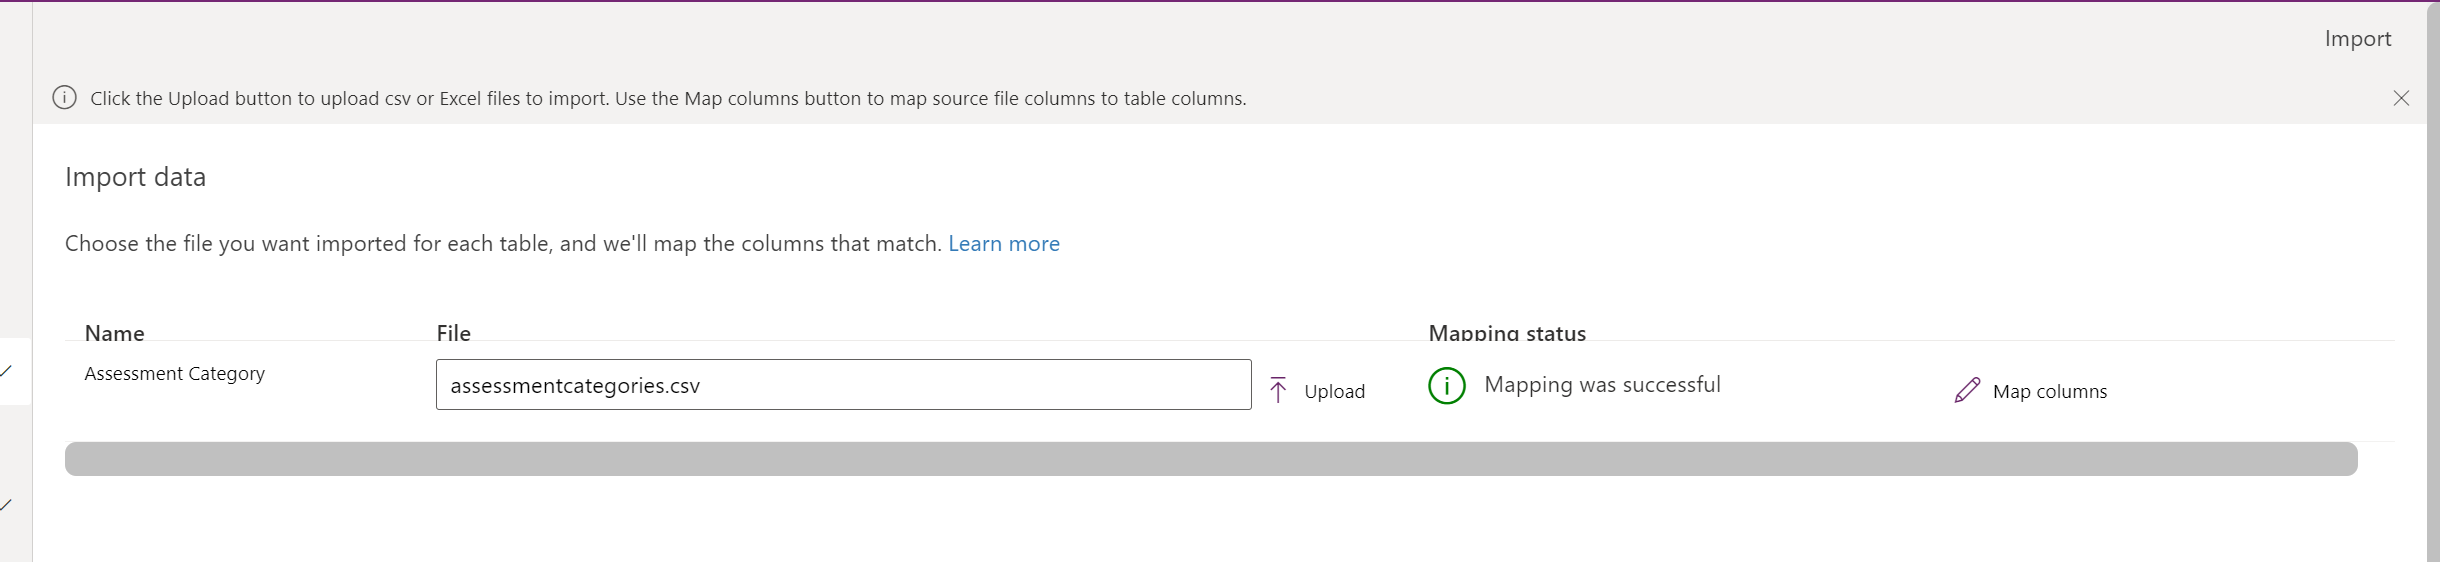 Import
Click the Upload button to upload csv or Excel files to import. Use the Map columns button to map source file columns to table columns.
Import data
Choose the file you want imported for each table, and we'll map the columns that match. Learn more
Name File Mapping status
Assessment Category assessmentcategories.csv Upload Mapping was successful Map columns